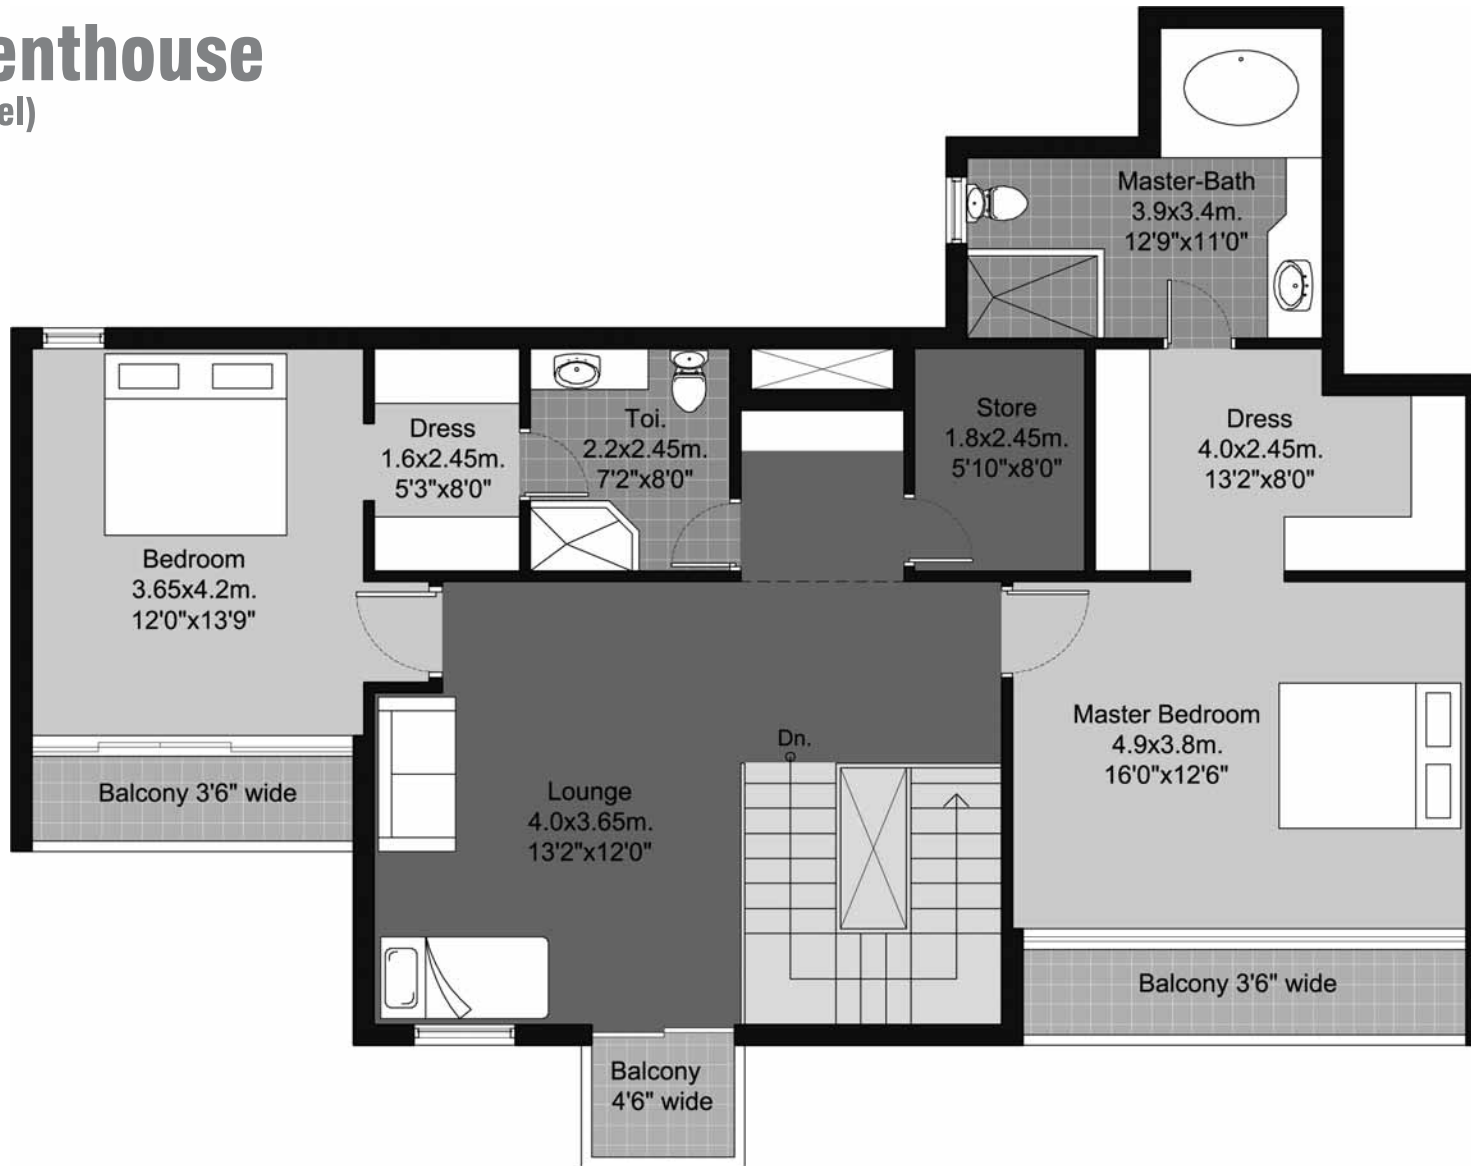 enthouse
el)
Master-Bath
3.9x3.4m.
12'9"x11'0"
Dress
1.6x2.45m.
5'3"x8'0"
Toi.
2.2x2.45m.
7'2"x8'0"
Store
1.8x2.45m.
5'10"x8'0"
Dress
4.0x2.45m.
13'2"x8'0"
Bedroom
3.65x4.2m.
12'0"x13'9"
Master Bedroom
4.9x3.8m.
16'0"x12'6"
Dn.
Balcony 3'6" wide
Lounge
4.0x3.65m.
13'2"x12'0"
Balcony 3'6" wide
Balcony
4'6" wide